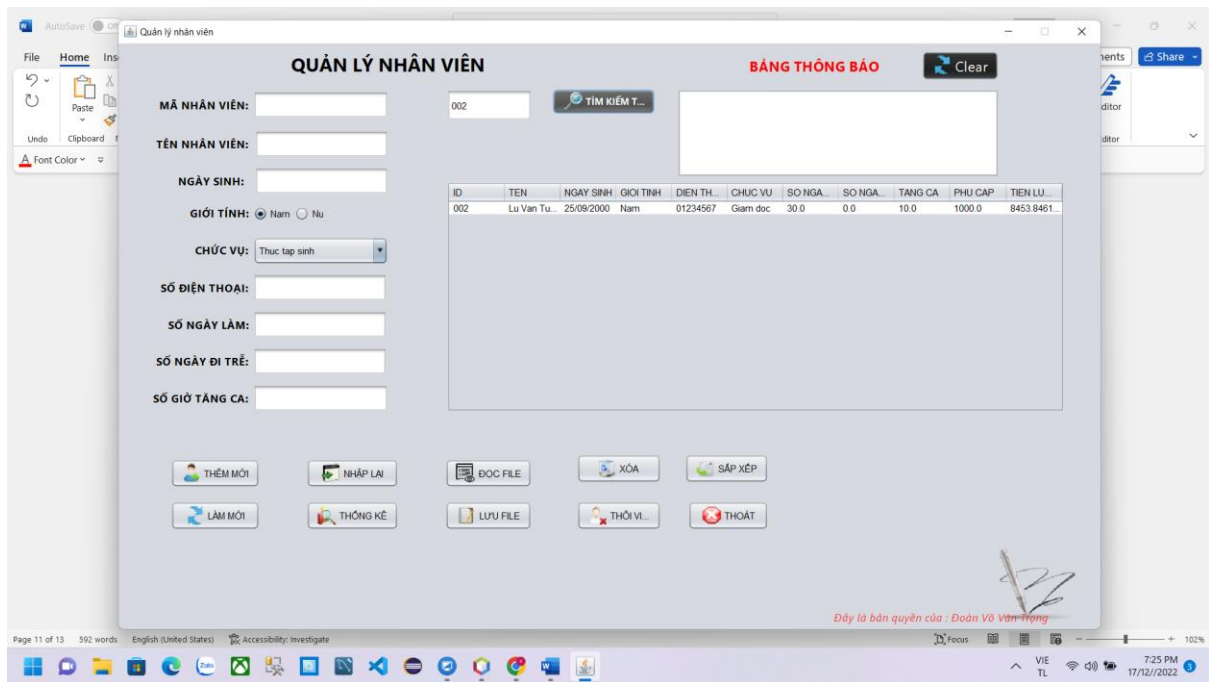 AutoSave Off
Quản lý nhân viên
File Home Ins
ments Share
Paste
Undo Clipboard
Font Color
ditor
ditor
QUẢN LÝ NHÂN VIÊN
BẢNG THÔNG BÁO Clear
MÃ NHÂN VIÊN: 002 TÌM KIẾM T...
TÊN NHÂN VIÊN:
NGÀY SINH:
ID TEN NGAY SINH GIOI TINH DIEN TH... CHUC VU SO NGA... SO NGA... TANG CA PHU CAP TIEN LU...
002 Lu Van Tu... 25/09/2000 Nam 01234567 Giam doc 30.0 0.0 10.0 1000.0 8453.8461...
GIỚI TÍNH: Nam Nu
CHỨC VỤ: Thuc tap sinh
SỐ ĐIỆN THOẠI:
SỐ NGÀY LÀM:
SỐ NGÀY ĐI TRỄ:
SỐ GIỜ TĂNG CA:
THÊM MỚI NHẬP LẠI ĐỌC FILE XÓA SẮP XẾP
LÀM MỚI THỐNG KÊ LƯU FILE THÔI VI... THOÁT
Đây là bản quyền của : Đoàn Võ Văn Trọng
Page 11 of 13 592 words English (United States) Accessibility: Investigate Focus 102%
Zalo
VIE
TL
7:25 PM
17/12//2022
3